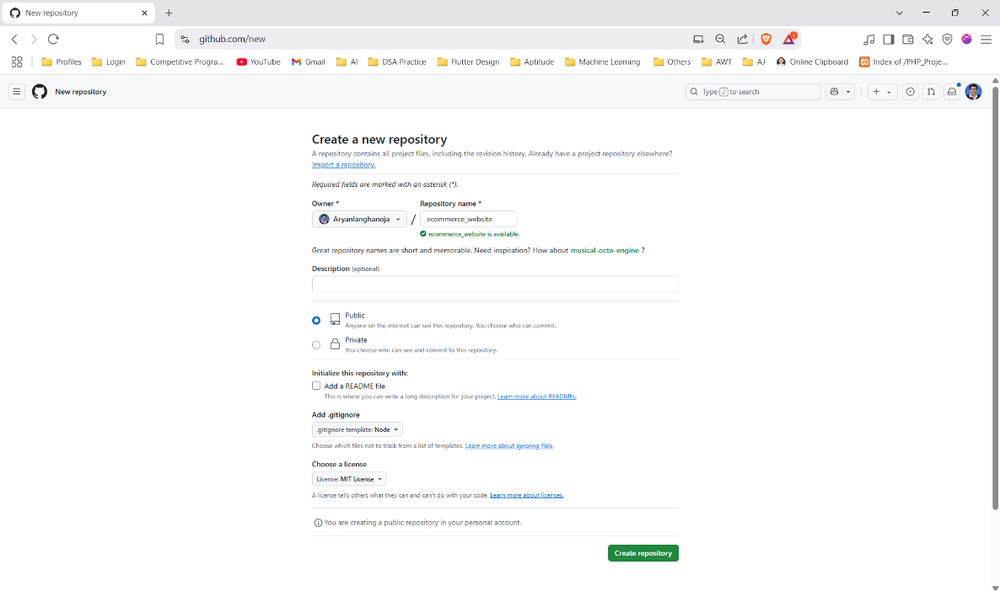 New repository
github.com/new
1
Profiles
Login
Competitive Progra...
YouTube
Gmail
AI
DSA Practice
Flutter Design
Aptitude
Machine Learning
Others
AWT
AJ
Online Clipboard
Index of /PHP_Proje...
New repository
Type / to search
Create a new repository
A repository contains all project files, including the revision history. Already have a project repository elsewhere?
Import a repository.
Required fields are marked with an asterisk (*).
Owner *
Repository name *
Aryanlanghanoja
/
ecommerce_website
ecommerce_website is available.
Great repository names are short and memorable. Need inspiration? How about musical-octo-engine ?
Description (optional)
Public
Anyone on the internet can see this repository. You choose who can commit.
Private
You choose who can see and commit to this repository.
Initialize this repository with:
Add a README file
This is where you can write a long description for your project. Learn more about READMEs.
Add .gitignore
.gitignore template: Node
Choose which files not to track from a list of templates. Learn more about ignoring files.
Choose a license
License: MIT License
A license tells others what they can and can't do with your code. Learn more about licenses.
You are creating a public repository in your personal account.
Create repository